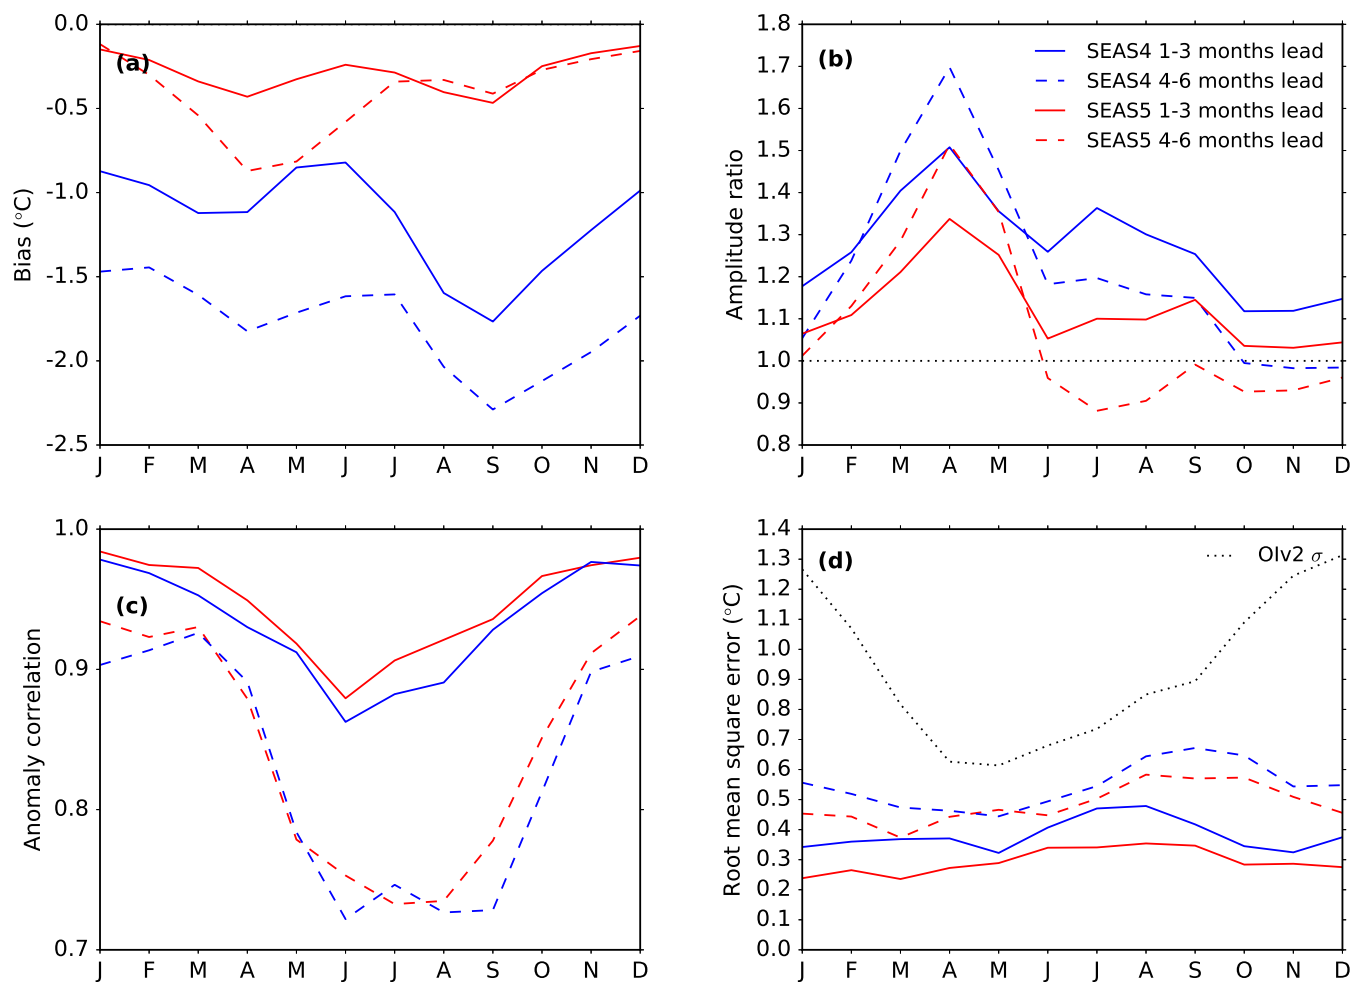 (a)
Bias (°C)
0.0
-0.5
-1.0
-1.5
-2.0
-2.5
J F M A M J J A S O N D
(b)
SEAS4 1-3 months lead
SEAS4 4-6 months lead
SEAS5 1-3 months lead
SEAS5 4-6 months lead
Amplitude ratio
1.8
1.7
1.6
1.5
1.4
1.3
1.2
1.1
1.0
0.9
0.8
J F M A M J J A S O N D
(c)
Anomaly correlation
1.0
0.9
0.8
0.7
J F M A M J J A S O N D
(d)
OIv2 σ
Root mean square error (°C)
1.4
1.3
1.2
1.1
1.0
0.9
0.8
0.7
0.6
0.5
0.4
0.3
0.2
0.1
0.0
J F M A M J J A S O N D